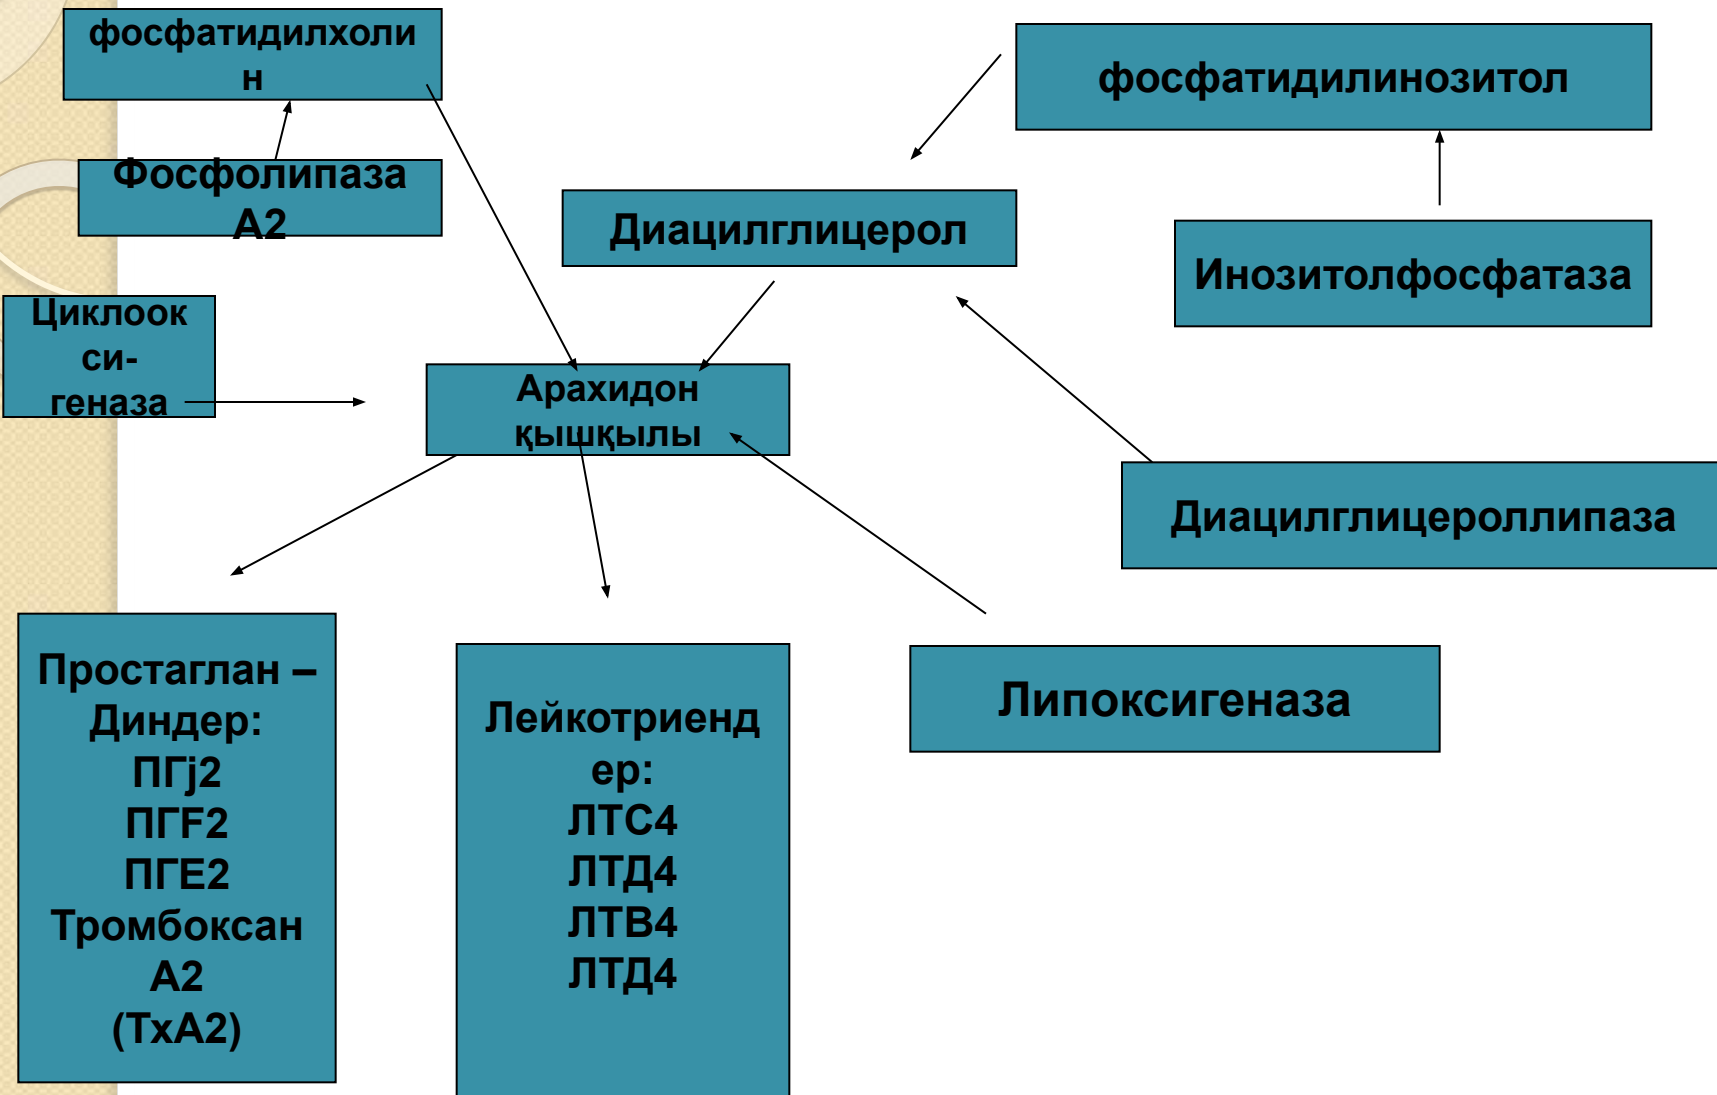 фосфатидилхоли
н
Фосфолипаза
А2
фосфатидилинозитол
Диацилглицерол
Инозитолфосфатаза
Циклоок
си-
геназа
Арахидон
қышқылы
Диацилглицероллипаза
Простаглан –
Диндер:
ПГj2
ПГF2
ПГЕ2
Тромбоксан
А2
(ТхА2)
Лейкотриенд
ер:
ЛТС4
ЛТД4
ЛТВ4
ЛТД4
Липоксигеназа